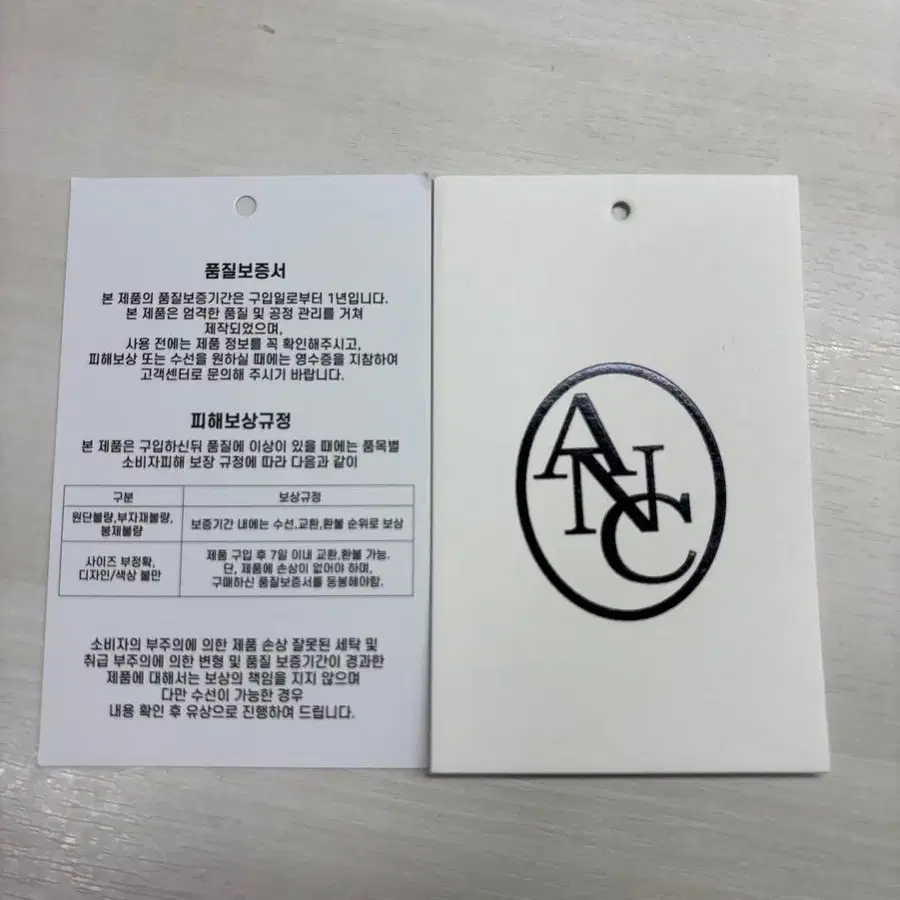 품질보증서
본 제품의 품질보증기간은 구입일로부터 1년입니다.
본 제품은 엄격한 품질 및 공정 관리를 거쳐
제작되었으며,
사용 전에는 제품 정보를 꼭 확인해주시고,
피해보상 또는 수선을 원하실 때에는 영수증을 지참하여
고객센터로 문의해 주시기 바랍니다.
피해보상규정
본 제품은 구입하신뒤 품질에 이상이 있을 때에는 품목별
소비자피해 보장 규정에 따라 다음과 같이
구분 보상규정
원단불량,부자재불량,
봉제불량
보증기간 내에는 수선,교환,환불 순위로 보상
사이즈 부정확,
디자인/색상 불만
제품 구입 후 7일 이내 교환,환불 가능.
단, 제품에 손상이 없어야 하며,
구매하신 품질보증서를 동봉해야함.
소비자의 부주의에 의한 제품 손상 잘못된 세탁 및
취급 부주의에 의한 변형 및 품질 보증기간이 경과한
제품에 대해서는 보상의 책임을 지지 않으며
다만 수선이 가능한 경우
내용 확인 후 유상으로 진행하여 드립니다.
ANC